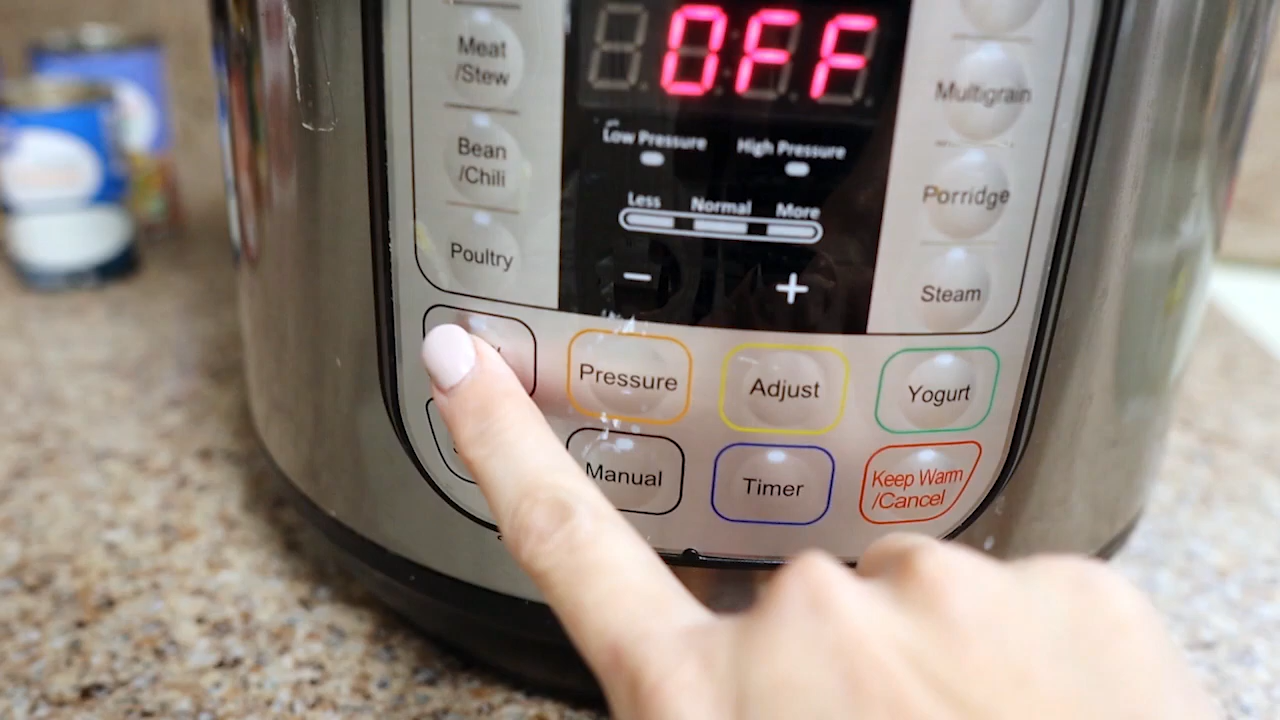 OFF
Meat
/Stew
Bean
/Chili
Poultry
Low Pressure
High Pressure
Less
Normal
More
−
+
Multigrain
Porridge
Steam
Pressure
Adjust
Yogurt
Manual
Timer
Keep Warm
/Cancel